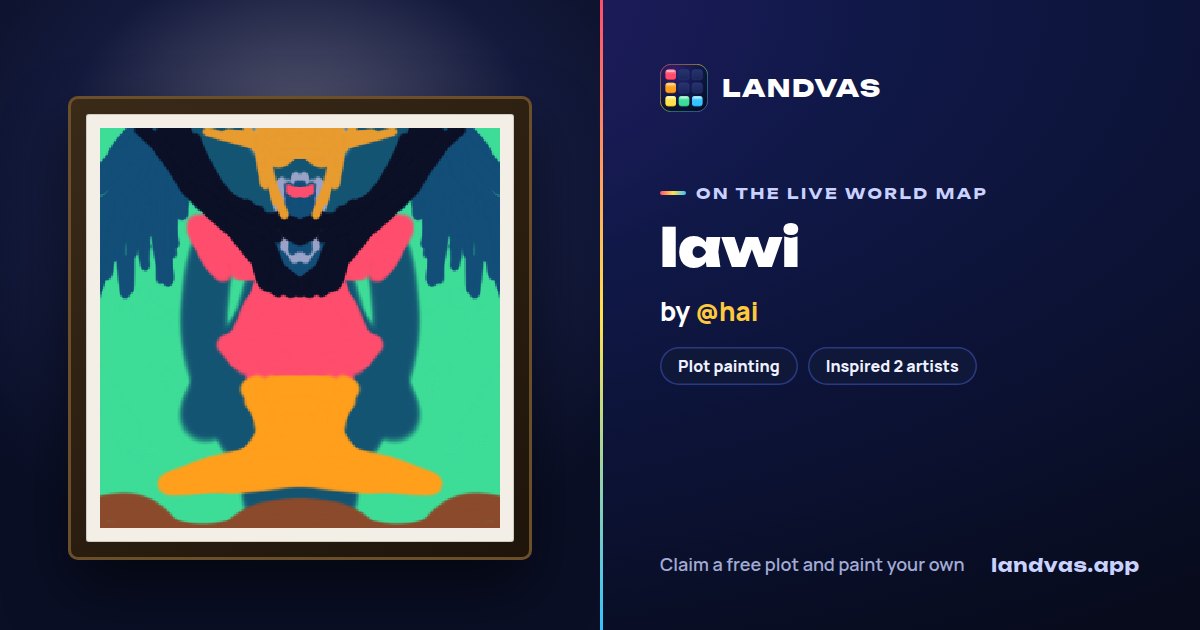 LANDVAS
ON THE LIVE WORLD MAP
lawi
by @hai
Plot painting
Inspired 2 artists
Claim a free plot and paint your own
landvas.app